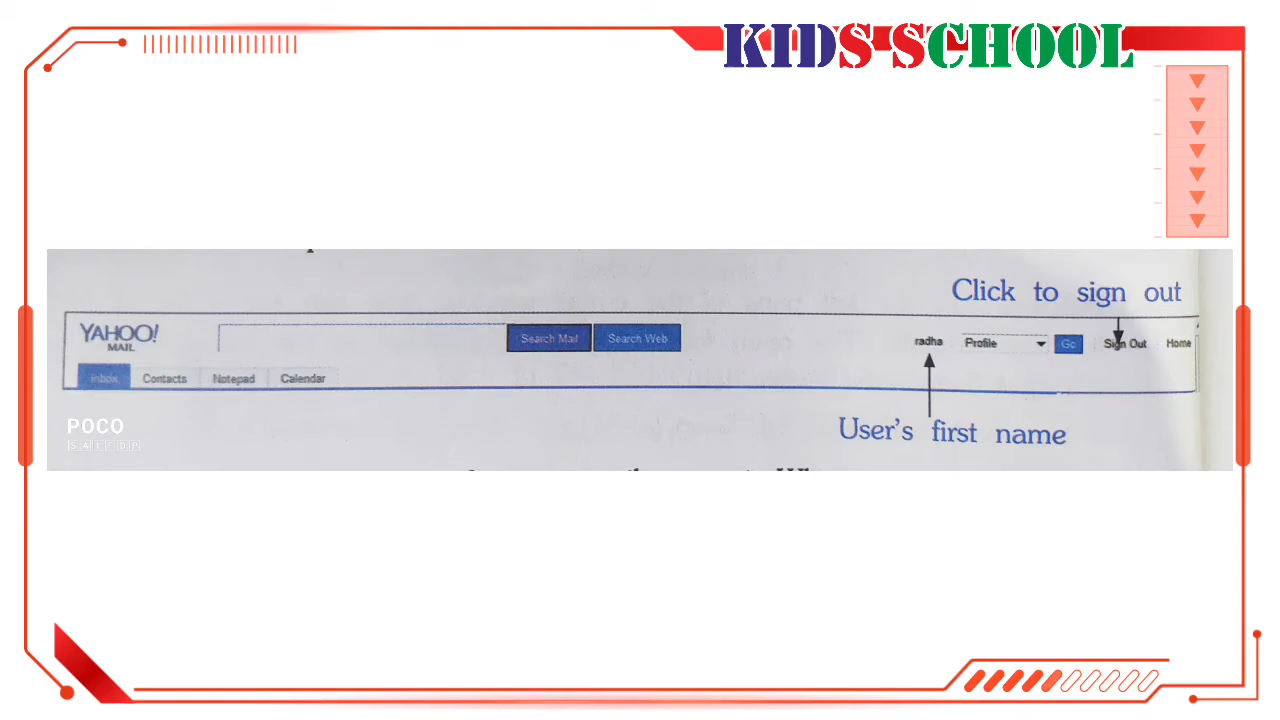 KIDS SCHOOL
Click to sign out
YAHOO!
MAIL
Search Mail
Search Web
radha
Profile
Go
Sign Out
Home
Inbox
Contacts
Notepad
Calendar
User's first name
POCO